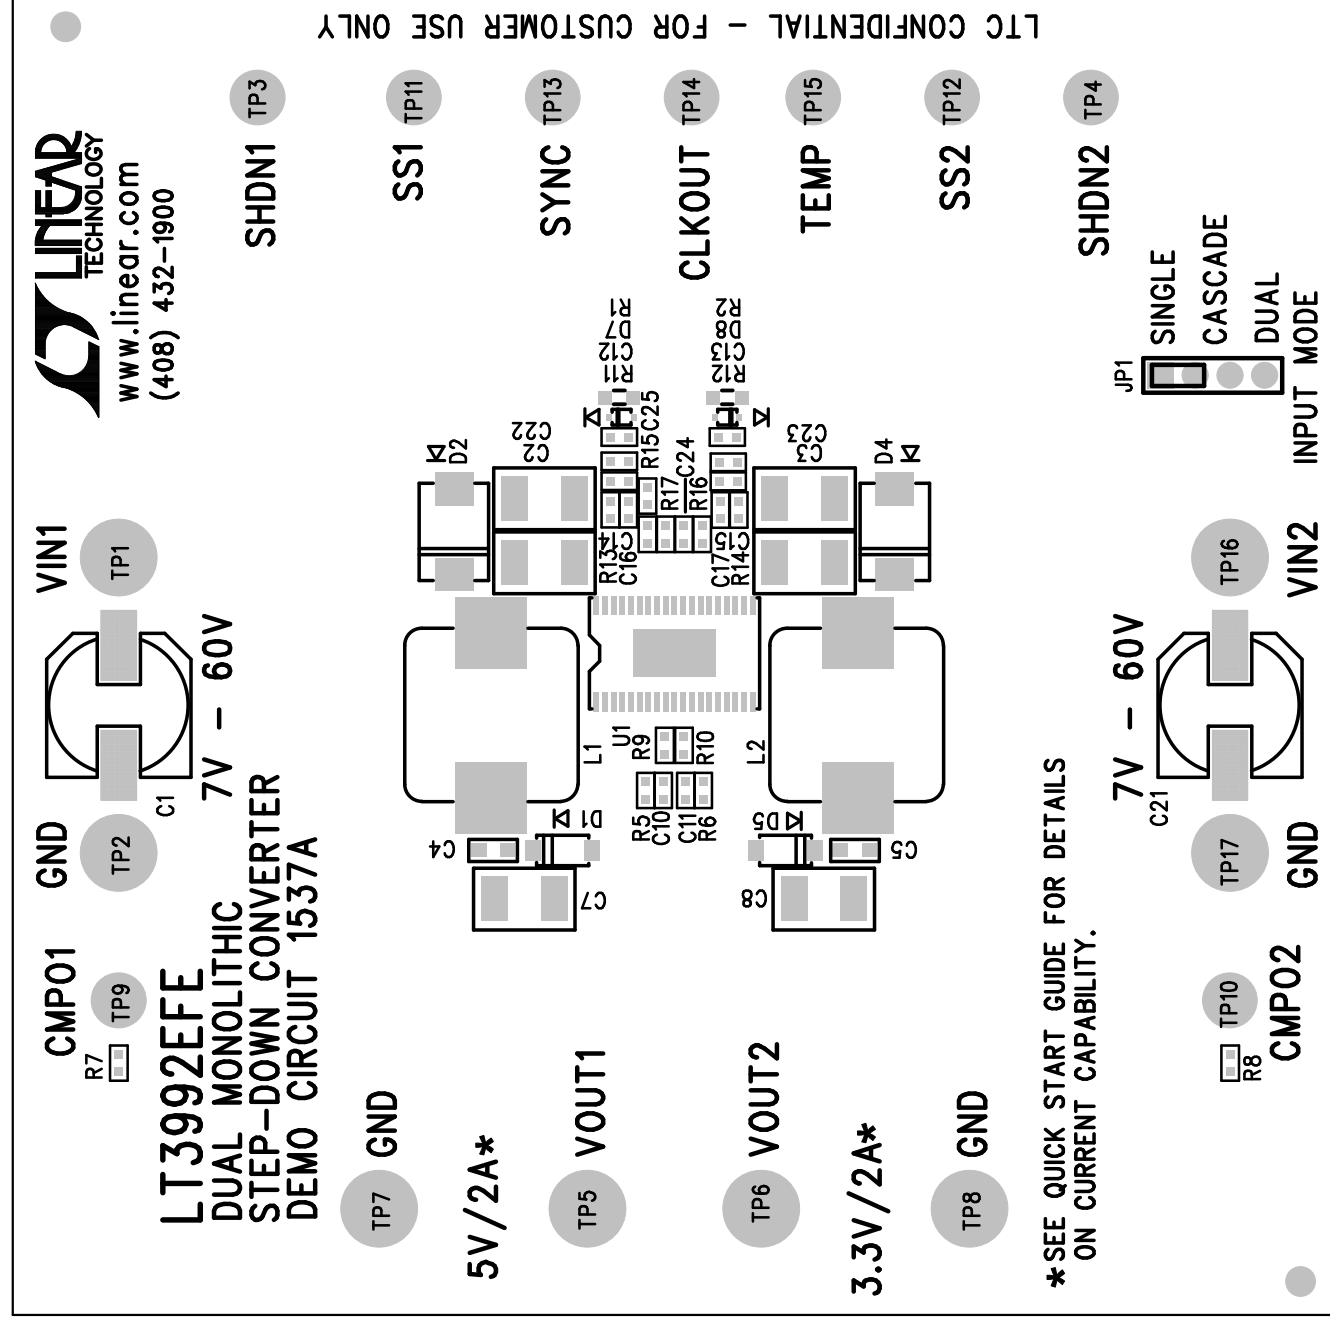 LTC CONFIDENTIAL - FOR CUSTOMER USE ONLY
TP3
TP11
TP13
TP14
TP15
TP12
TP4
SHDN1
SS1
SYNC
CLKOUT
TEMP
SS2
SHDN2
LINEAR
TECHNOLOGY
www.linear.com
(408) 432-1900
R1
D7
C12
R11
R2
D8
C13
R12
JP1
SINGLE
CASCADE
DUAL
INPUT MODE
D2
C22
C2
R15
C25
C24
R17
R16
C23
C3
D4
C14
R13
C16
C15
C17
R14
VIN1
TP1
7V - 60V
C1
GND
TP2
VIN2
TP16
7V - 60V
C21
GND
TP17
L1
U1
R9
R10
L2
R5
C10
C11
R6
C4
D1
D5
C5
C7
C8
CMPO1
TP9
R7
LT3992EFE
DUAL MONOLITHIC
STEP-DOWN CONVERTER
DEMO CIRCUIT 1537A
CMPO2
TP10
R8
GND
TP7
5V/2A*
VOUT1
TP5
VOUT2
TP6
3.3V/2A*
GND
TP8
*SEE QUICK START GUIDE FOR DETAILS
ON CURRENT CAPABILITY.